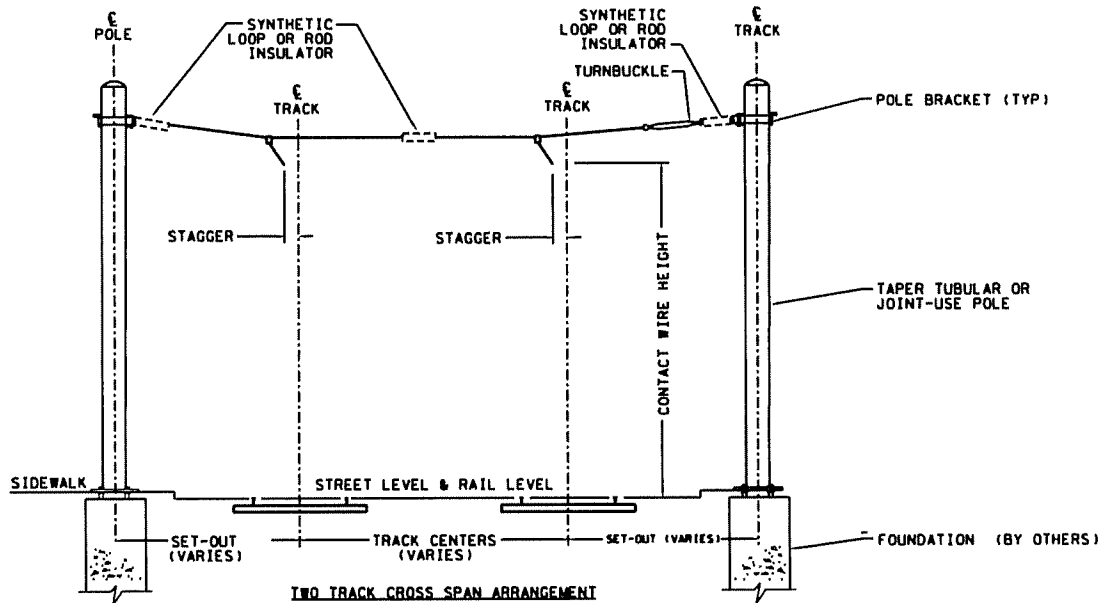 ℄
POLE
SYNTHETIC
LOOP OR ROD
INSULATOR
℄
TRACK
℄
TRACK
SYNTHETIC
LOOP OR ROD
INSULATOR
TURNBUCKLE
℄
TRACK
POLE BRACKET (TYP)
STAGGER
STAGGER
CONTACT WIRE HEIGHT
TAPER TUBULAR OR
JOINT-USE POLE
SIDEWALK
STREET LEVEL & RAIL LEVEL
SET-OUT
(VARIES)
TRACK CENTERS
(VARIES)
SET-OUT (VARIES)
FOUNDATION (BY OTHERS)
TWO TRACK CROSS SPAN ARRANGEMENT